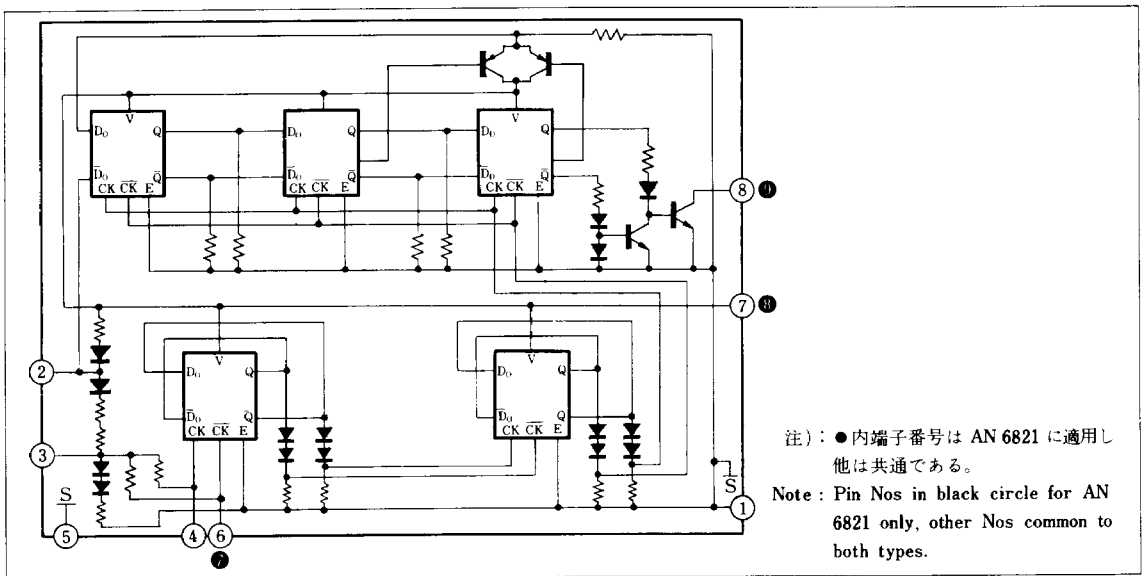 V
D₀
Q
D̄₀
Q̄
CK
C̄K̄
E
V
D₀
Q
D̄₀
Q̄
CK
C̄K̄
E
V
D₀
Q
D̄₀
Q̄
CK
C̄K̄
E
8 9
7 8
V
D₀
Q
D̄₀
Q̄
CK
C̄K̄
E
V
D₀
Q
D̄₀
Q̄
CK
C̄K̄
E
2
3
S
5
4
6
7
S
1
注）：●内端子番号は AN 6821 に適用し
他は共通である。
Note : Pin Nos in black circle for AN
6821 only, other Nos common to
both types.